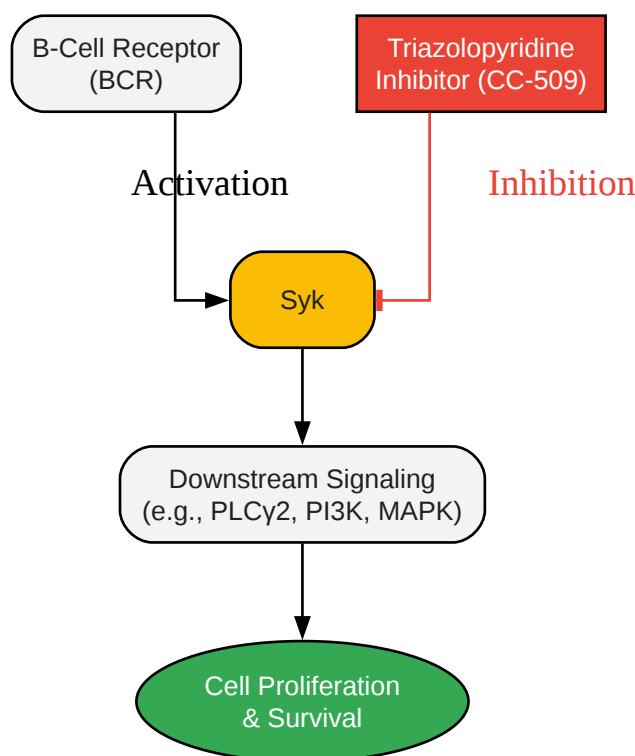 B-Cell Receptor
(BCR)
Triazolopyridine
Inhibitor (CC-509)
Activation
Inhibition
Syk
Downstream Signaling
(e.g., PLCγ2, PI3K, MAPK)
Cell Proliferation
& Survival